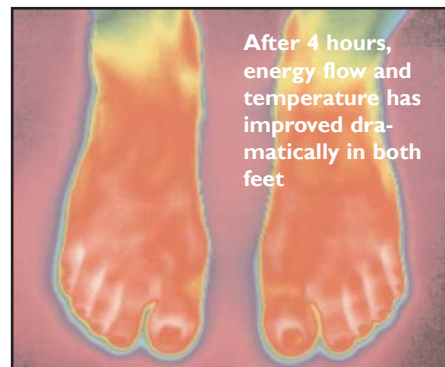 After 4 hours,
energy flow and
temperature has
improved dra-
matically in both
feet